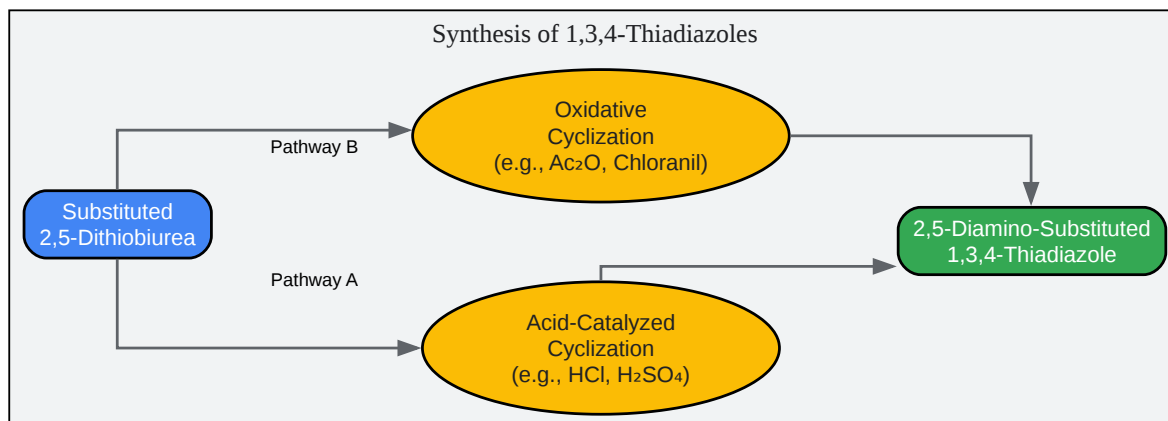 Synthesis of 1,3,4-Thiadiazoles
Oxidative
Cyclization
(e.g., Ac₂O, Chloranil)
Pathway B
Substituted
2,5-Dithiobiurea
2,5-Diamino-Substituted
1,3,4-Thiadiazole
Pathway A
Acid-Catalyzed
Cyclization
(e.g., HCl, H₂SO₄)